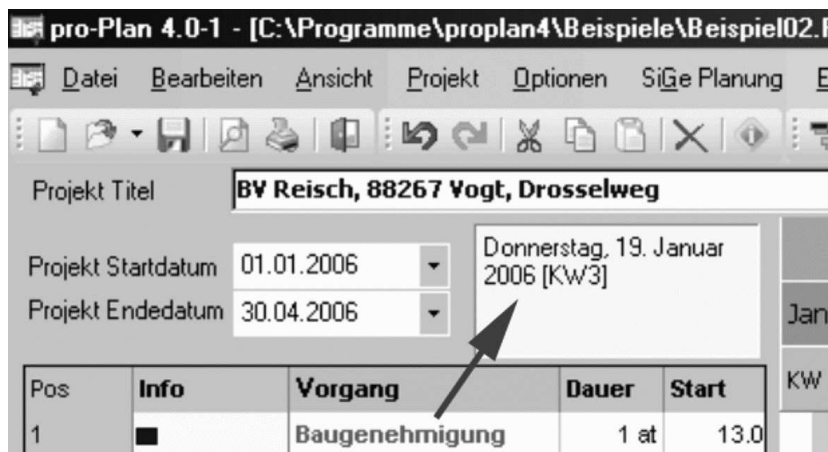 pro-Plan 4.0-1 - [C:\Programme\proplan4\Beispiele\Beispiel02.
Datei Bearbeiten Ansicht Projekt Optionen SiGe Planung
Projekt Titel BV Reisch, 88267 Vogt, Drosselweg
Projekt Startdatum 01.01.2006
Projekt Endedatum 30.04.2006
Donnerstag, 19. Januar
2006 [KW3]
Jan
KW
Pos Info Vorgang Dauer Start
1 Baugenehmigung 1 at 13.0